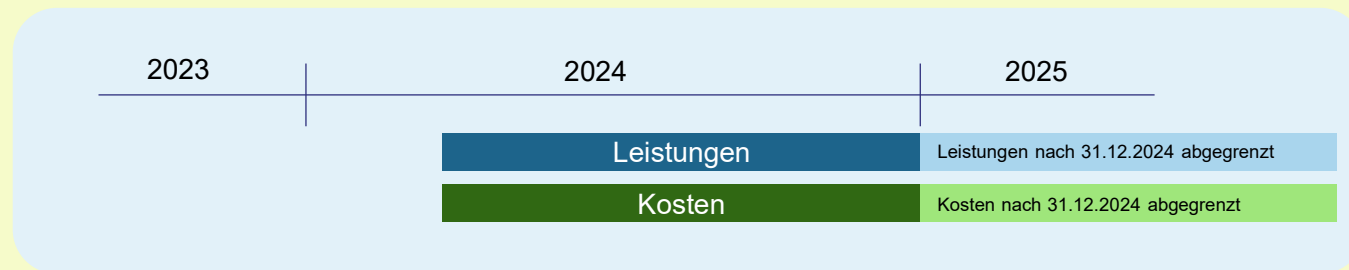 2023
2024
2025
Leistungen
Leistungen nach 31.12.2024 abgegrenzt
Kosten
Kosten nach 31.12.2024 abgegrenzt